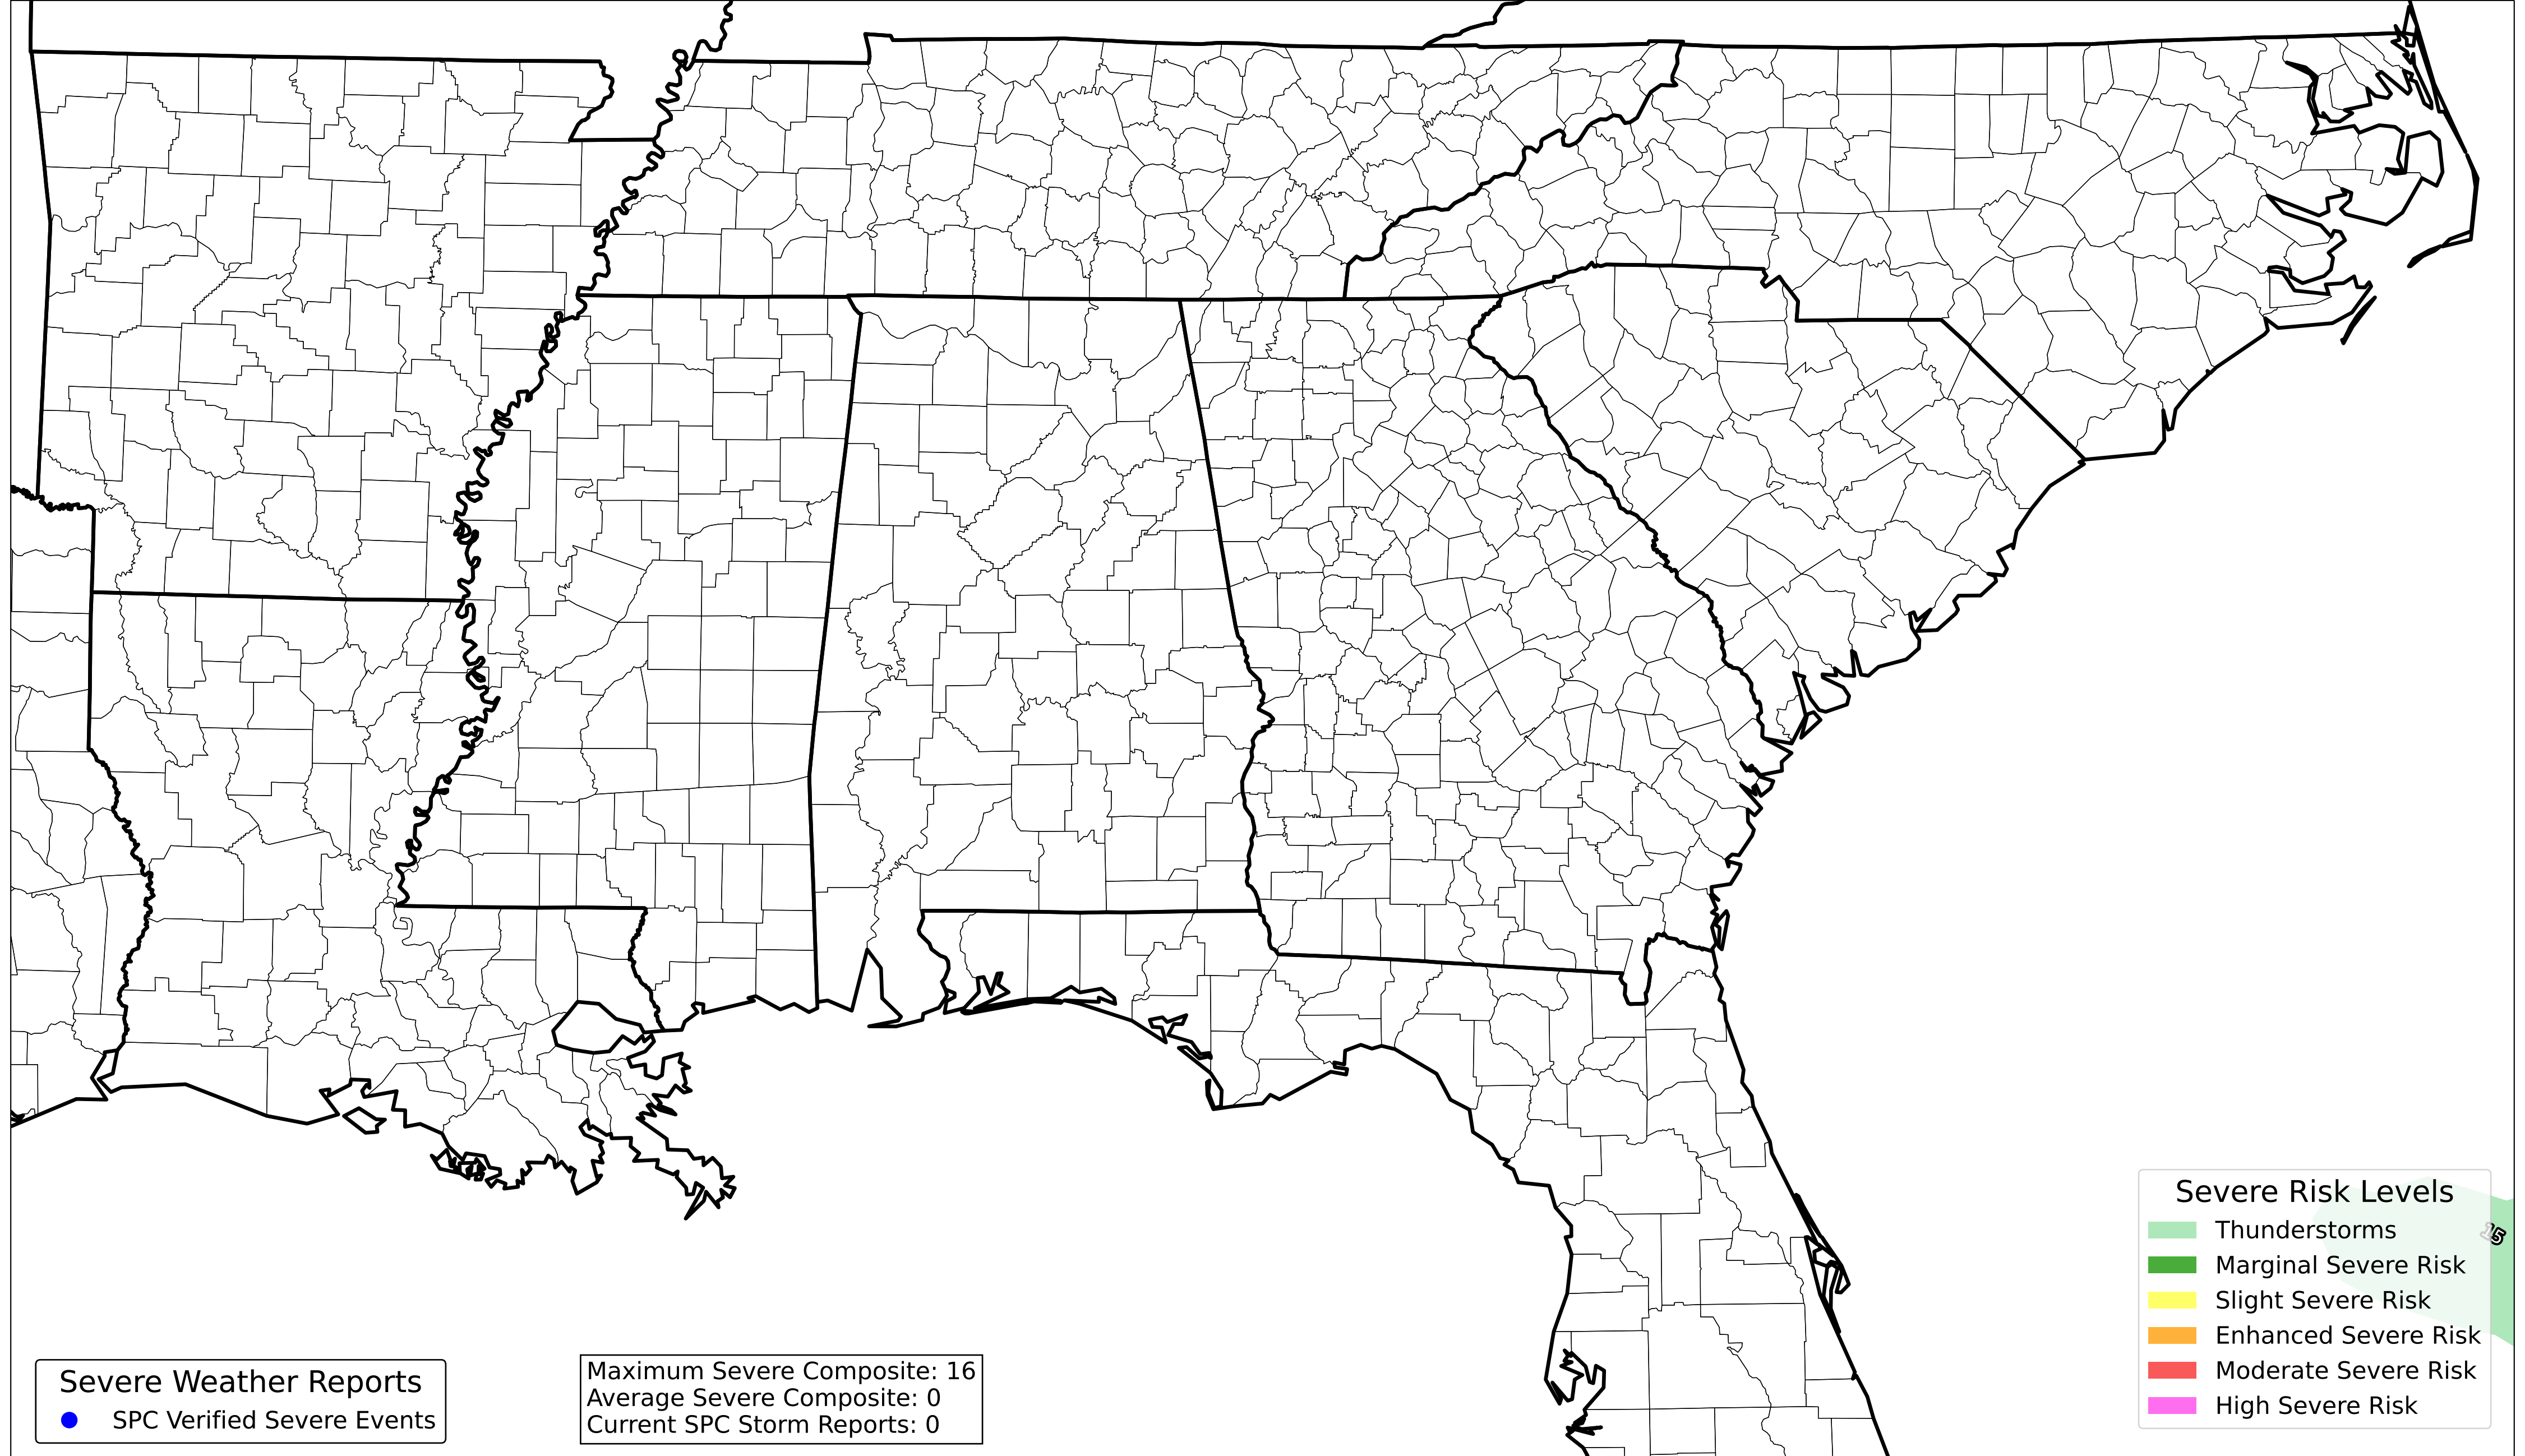 Severe Risk Levels
Thunderstorms
15
Marginal Severe Risk
Slight Severe Risk
Enhanced Severe Risk
Moderate Severe Risk
High Severe Risk
Severe Weather Reports
SPC Verified Severe Events
Maximum Severe Composite: 16
Average Severe Composite: 0
Current SPC Storm Reports: 0